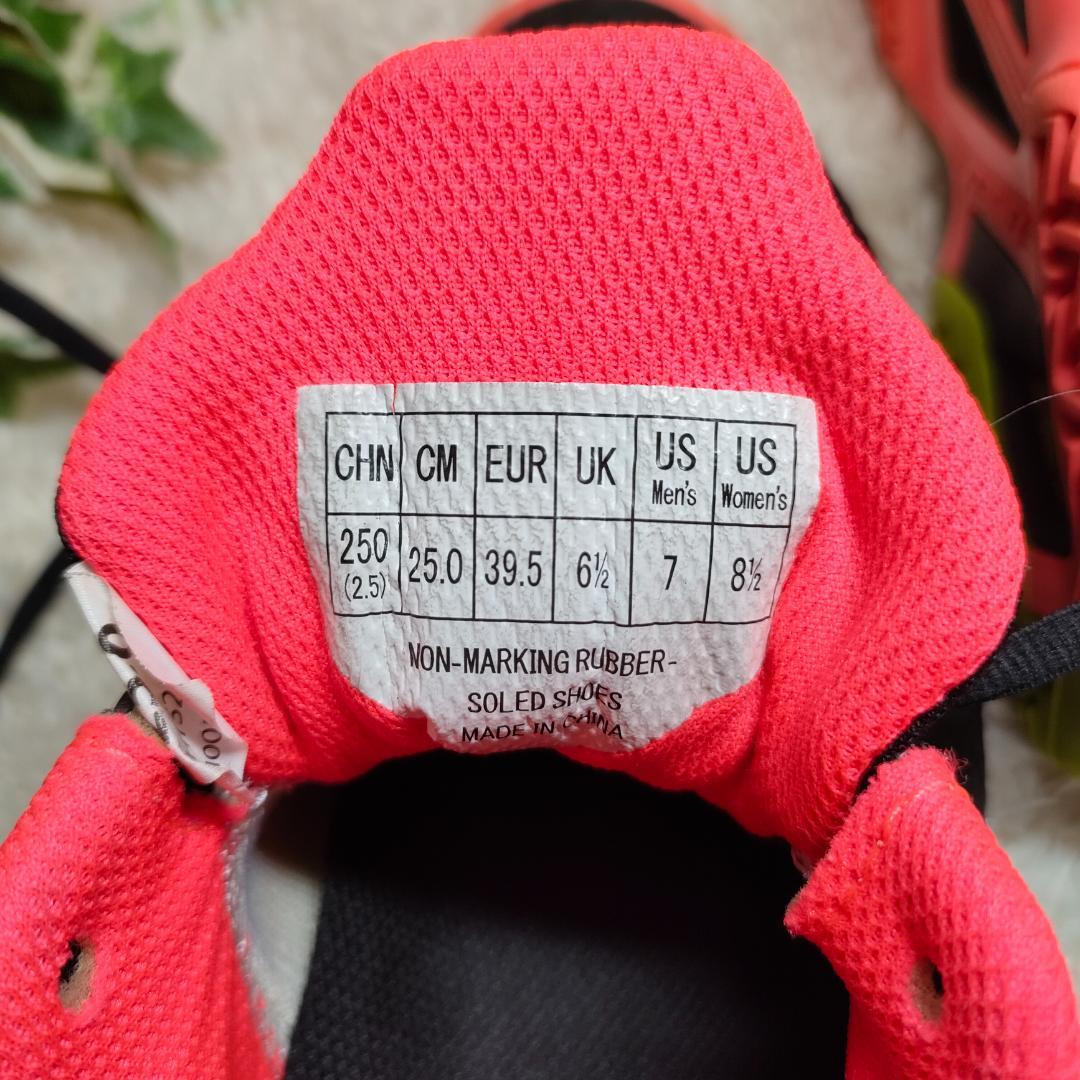 CHN CM EUR UK US Men's US Women's
250 (2.5) 25.0 39.5 6½ 7 8½
NON-MARKING RUBBER-
SOLED SHOES
MADE IN CHINA